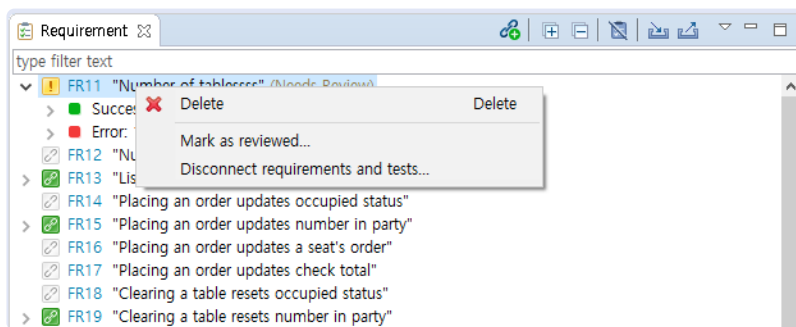 Requirement
type filter text
FR11 "Number of tablessss" (Needs Review)
Delete Delete
Succe
Error:
Mark as reviewed...
Disconnect requirements and tests...
FR12 "Nu
FR13 "Lis
FR14 "Placing an order updates occupied status"
FR15 "Placing an order updates number in party"
FR16 "Placing an order updates a seat's order"
FR17 "Placing an order updates check total"
FR18 "Clearing a table resets occupied status"
FR19 "Clearing a table resets number in party"